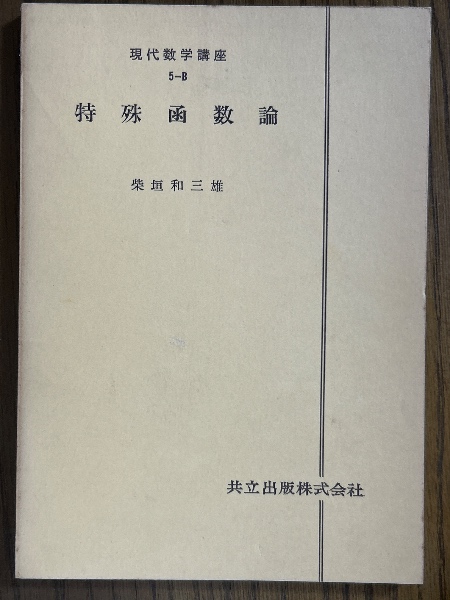 現代数学講座
5-B
特殊函数論
柴垣和三雄
共立出版株式会社